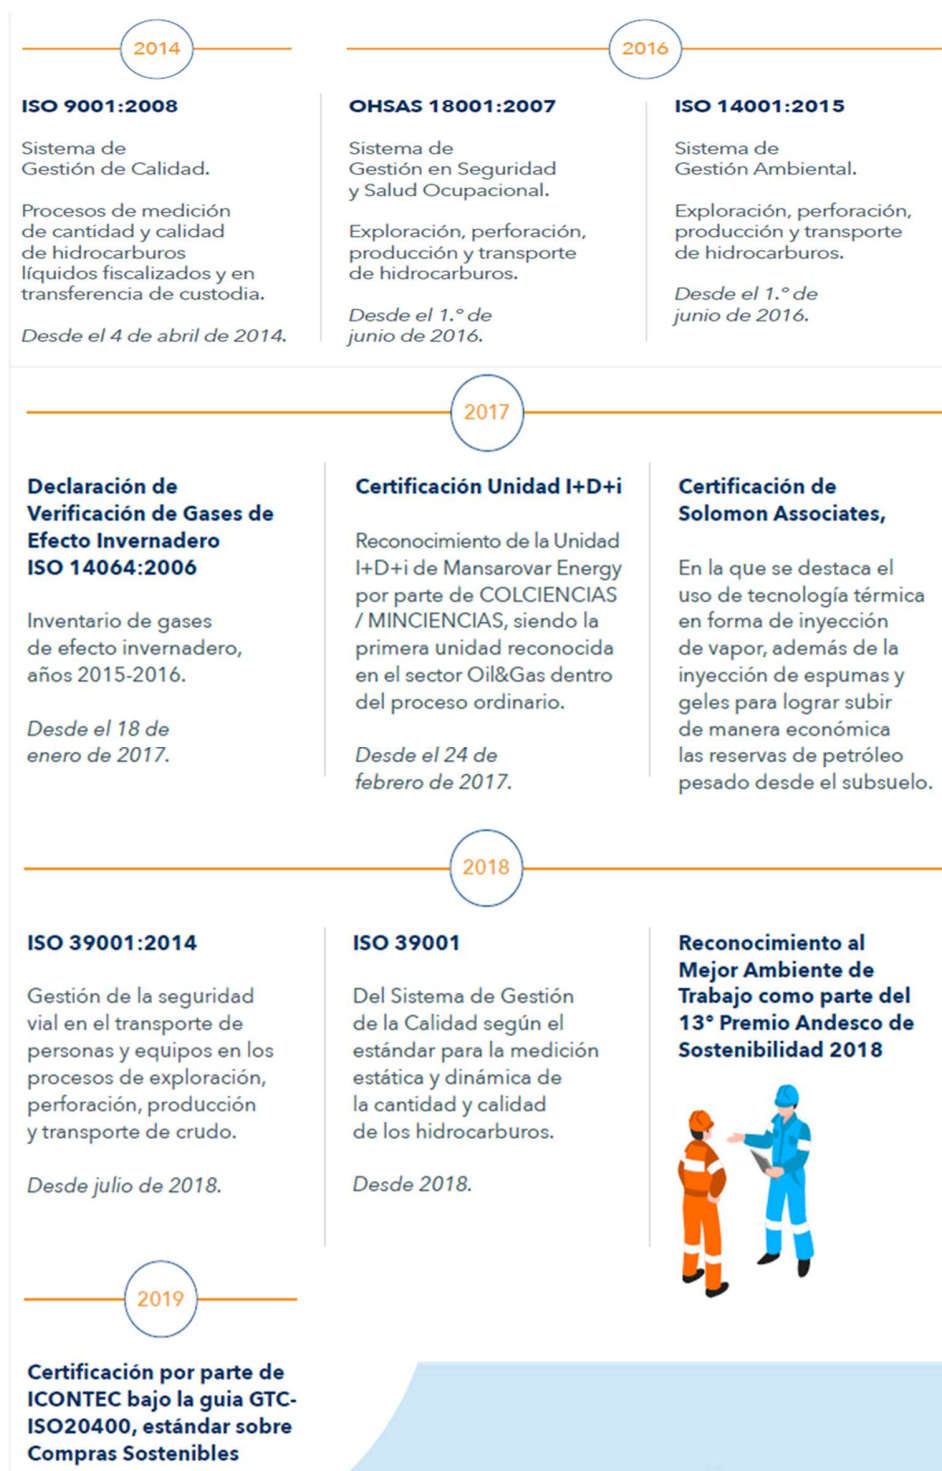 2014
ISO 9001:2008
Sistema de
Gestión de Calidad.
Procesos de medición
de cantidad y calidad
de hidrocarburos
líquidos fiscalizados y en
transferencia de custodia.
Desde el 4 de abril de 2014.
2016
OHSAS 18001:2007
Sistema de
Gestión en Seguridad
y Salud Ocupacional.
Exploración, perforación,
producción y transporte
de hidrocarburos.
Desde el 1.º de
junio de 2016.
ISO 14001:2015
Sistema de
Gestión Ambiental.
Exploración, perforación,
producción y transporte
de hidrocarburos.
Desde el 1.º de
junio de 2016.
2017
Declaración de
Verificación de Gases de
Efecto Invernadero
ISO 14064:2006
Inventario de gases
de efecto invernadero,
años 2015-2016.
Desde el 18 de
enero de 2017.
Certificación Unidad I+D+i
Reconocimiento de la Unidad
I+D+i de Mansarovar Energy
por parte de COLCIENCIAS
/ MINCIENCIAS, siendo la
primera unidad reconocida
en el sector Oil&Gas dentro
del proceso ordinario.
Desde el 24 de
febrero de 2017.
Certificación de
Solomon Associates,
En la que se destaca el
uso de tecnología térmica
en forma de inyección
de vapor, además de la
inyección de espumas y
geles para lograr subir
de manera económica
las reservas de petróleo
pesado desde el subsuelo.
2018
ISO 39001:2014
Gestión de la seguridad
vial en el transporte de
personas y equipos en los
procesos de exploración,
perforación, producción
y transporte de crudo.
Desde julio de 2018.
ISO 39001
Del Sistema de Gestión
de la Calidad según el
estándar para la medición
estática y dinámica de
la cantidad y calidad
de los hidrocarburos.
Desde 2018.
Reconocimiento al
Mejor Ambiente de
Trabajo como parte del
13° Premio Andesco de
Sostenibilidad 2018
2019
Certificación por parte de
ICONTEC bajo la guia GTC-
ISO20400, estándar sobre
Compras Sostenibles